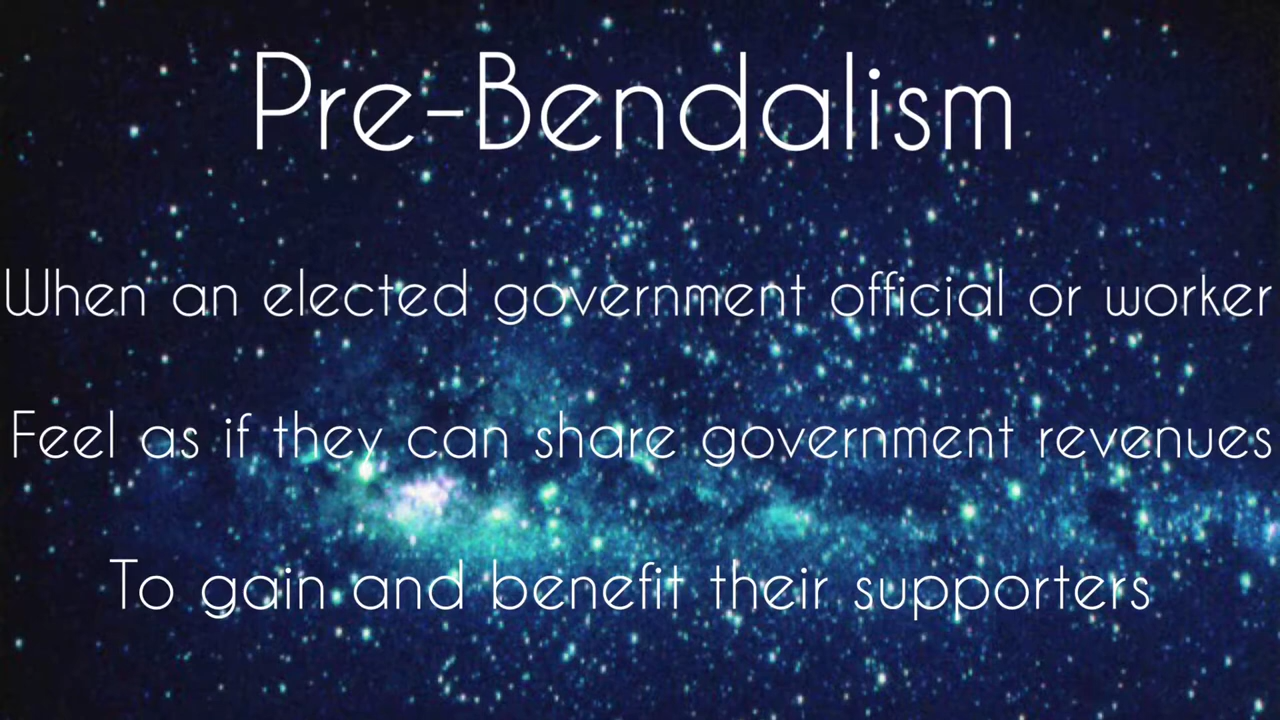 Pre-Bendalism
When an elected government official or worker
Feel as if they can share government revenues
To gain and benefit their supporters